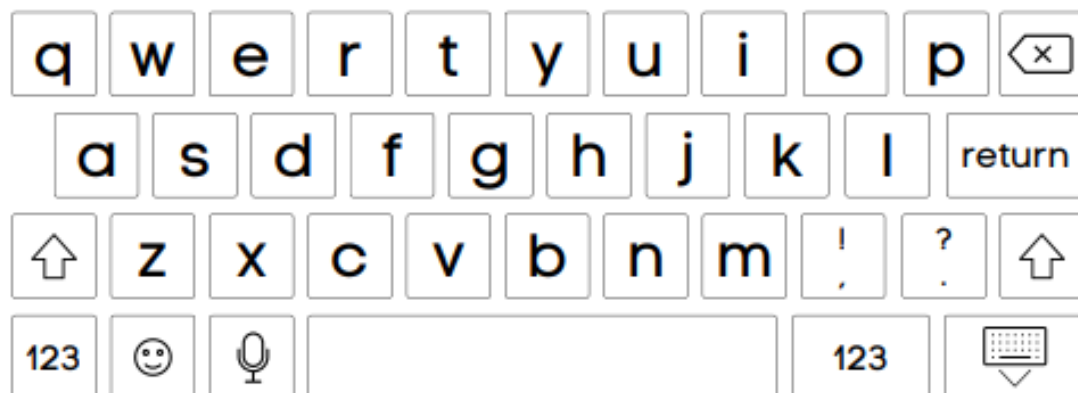 q w e r t y u i o p
a s d f g h j k l return
z x c v b n m ! , ? .
123 123